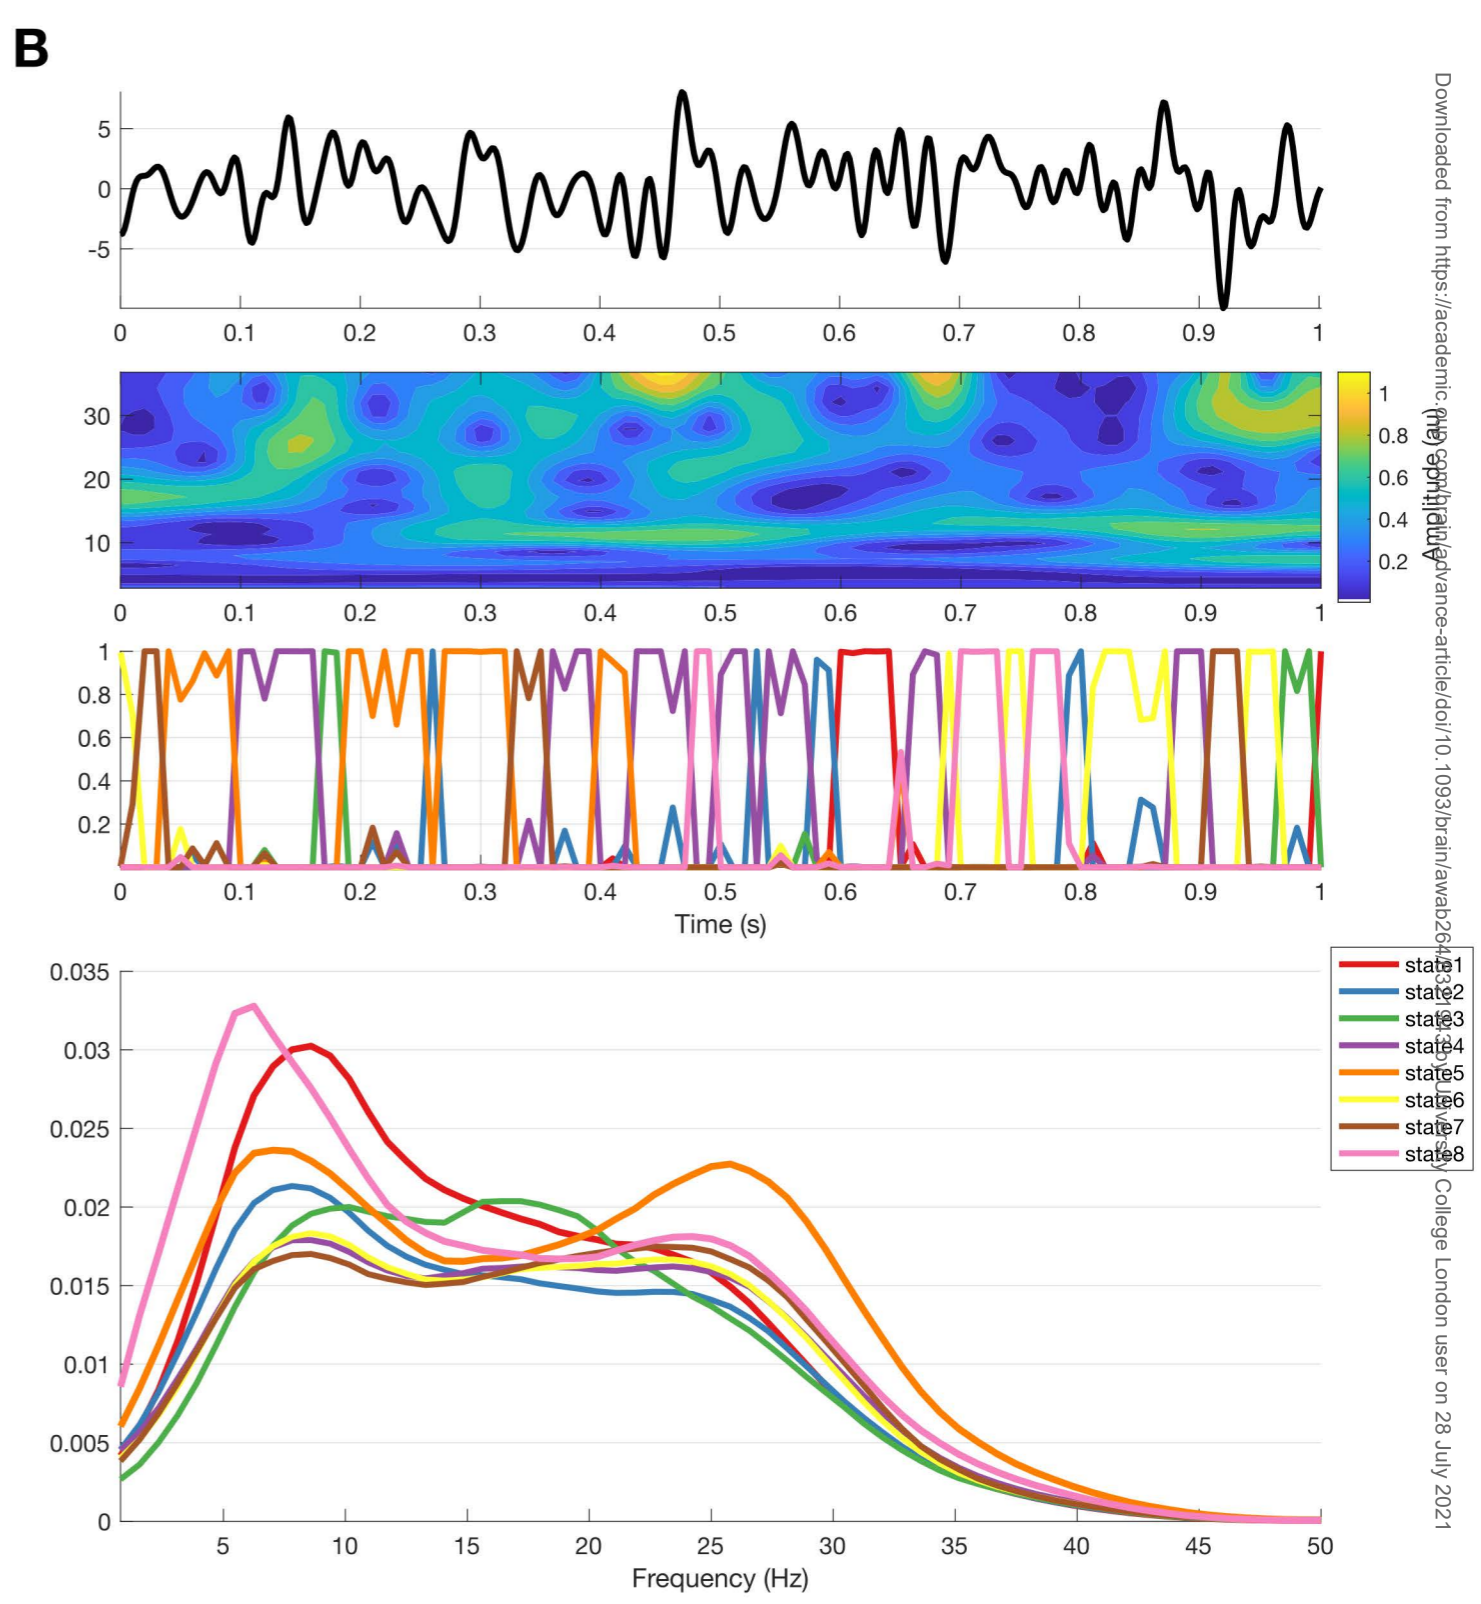 B
5
0
-5
0 0.1 0.2 0.3 0.4 0.5 0.6 0.7 0.8 0.9 1
30
20
10
0 0.1 0.2 0.3 0.4 0.5 0.6 0.7 0.8 0.9 1
1
0.8
0.6
0.4
0.2
Amplitude (au)
1
0.8
0.6
0.4
0.2
0 0.1 0.2 0.3 0.4 0.5 0.6 0.7 0.8 0.9 1
Time (s)
0.035
0.03
0.025
0.02
0.015
0.01
0.005
0
5 10 15 20 25 30 35 40 45 50
Frequency (Hz)
state1
state2
state3
state4
state5
state6
state7
state8
Downloaded from https://academic.oup.com/brain/advance-article/doi/10.1093/brain/awab264/ by University College London user on 28 July 2021